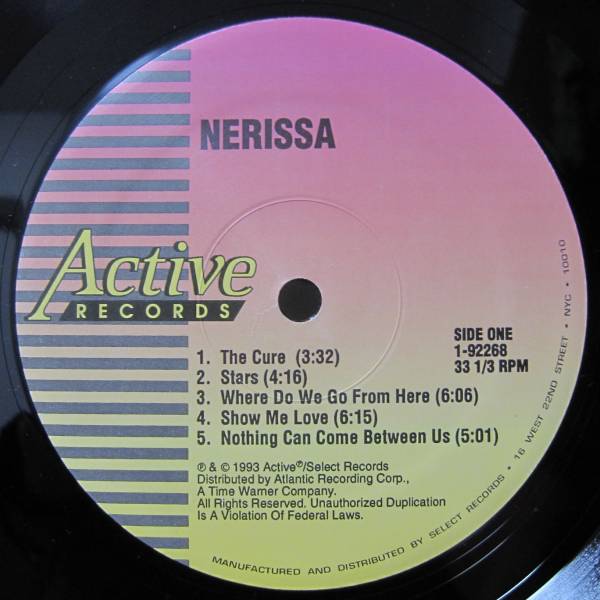 NERISSA
Active
RECORDS
SIDE ONE
1-92268
33 1/3 RPM
1. The Cure (3:32)
2. Stars (4:16)
3. Where Do We Go From Here (6:06)
4. Show Me Love (6:15)
5. Nothing Can Come Between Us (5:01)
℗ & © 1993 Active®/Select Records
Distributed by Atlantic Recording Corp.,
A Time Warner Company.
All Rights Reserved. Unauthorized Duplication
Is A Violation Of Federal Laws.
MANUFACTURED AND DISTRIBUTED BY SELECT RECORDS • 16 WEST 22ND STREET • NYC • 10010